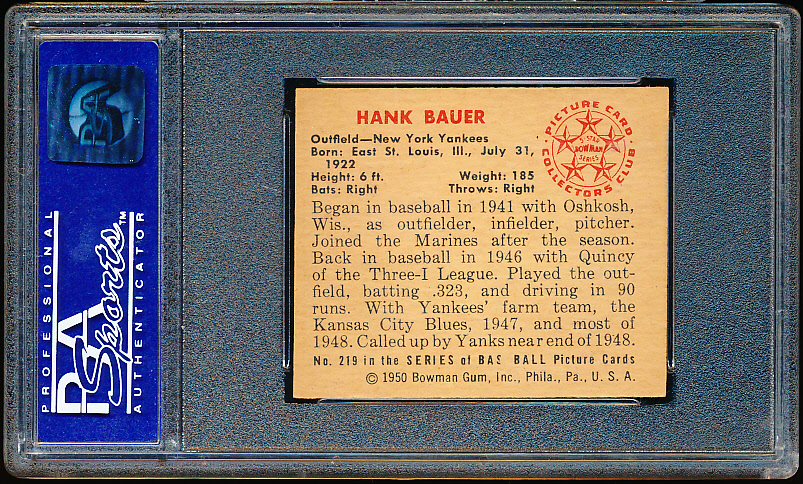 PROFESSIONAL
PSA
Sports™
AUTHENTICATOR
PSA
HANK BAUER
Outfield—New York Yankees
Born: East St. Louis, Ill., July 31,
1922
Height: 6 ft. Weight: 185
Bats: Right Throws: Right
PICTURE CARD
5-STAR
BOWMAN
SERIES
COLLECTORS CLUB
Began in baseball in 1941 with Oshkosh,
Wis., as outfielder, infielder, pitcher.
Joined the Marines after the season.
Back in baseball in 1946 with Quincy
of the Three-I League. Played the out-
field, batting .323, and driving in 90
runs. With Yankees' farm team, the
Kansas City Blues, 1947, and most of
1948. Called up by Yanks near end of 1948.
No. 219 in the SERIES of BAS BALL Picture Cards
© 1950 Bowman Gum, Inc., Phila., Pa., U. S. A.